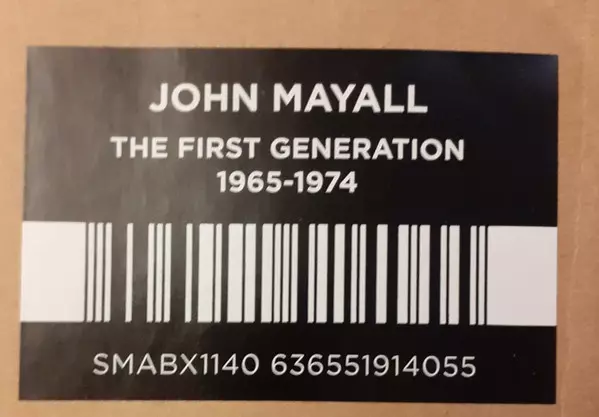 JOHN MAYALL
THE FIRST GENERATION
1965-1974
SMABX1140 636551914055